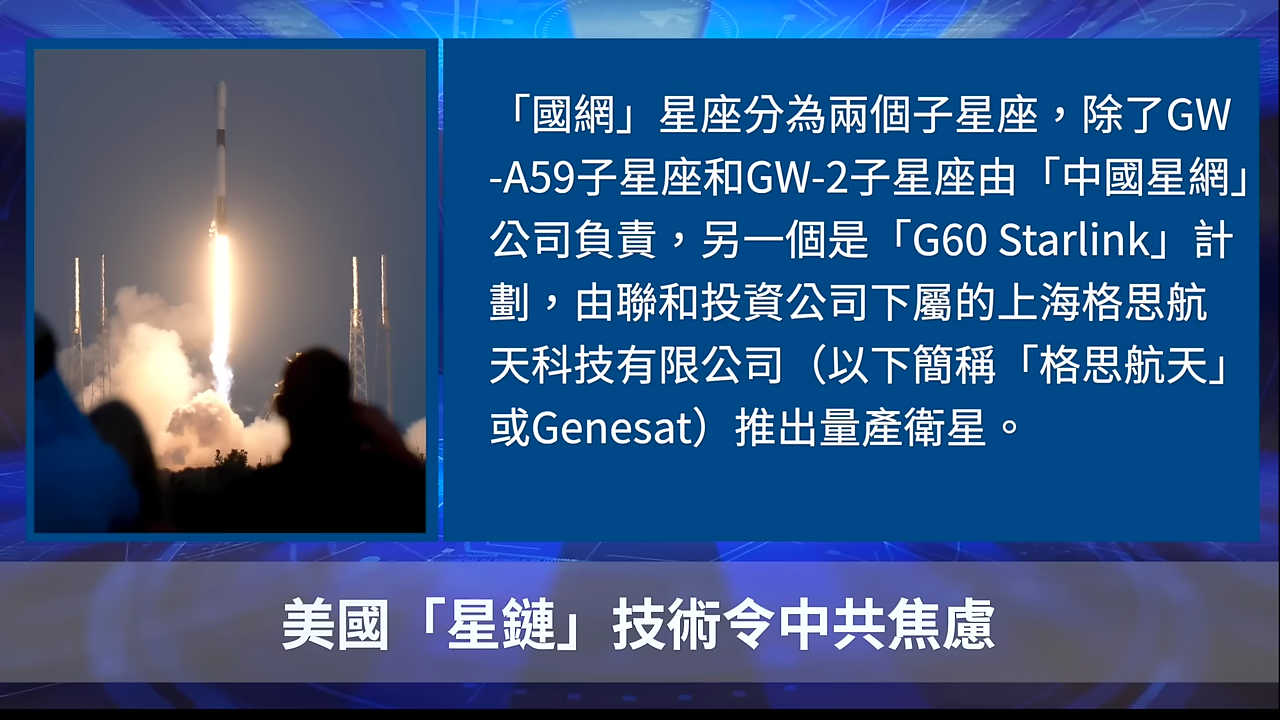 「國網」星座分為兩個子星座，除了GW
-A59子星座和GW-2子星座由「中國星網」
公司負責，另一個是「G60 Starlink」計
劃，由聯和投資公司下屬的上海格思航
天科技有限公司（以下簡稱「格思航天」
或Genesat）推出量產衛星。
美國「星鏈」技術令中共焦慮